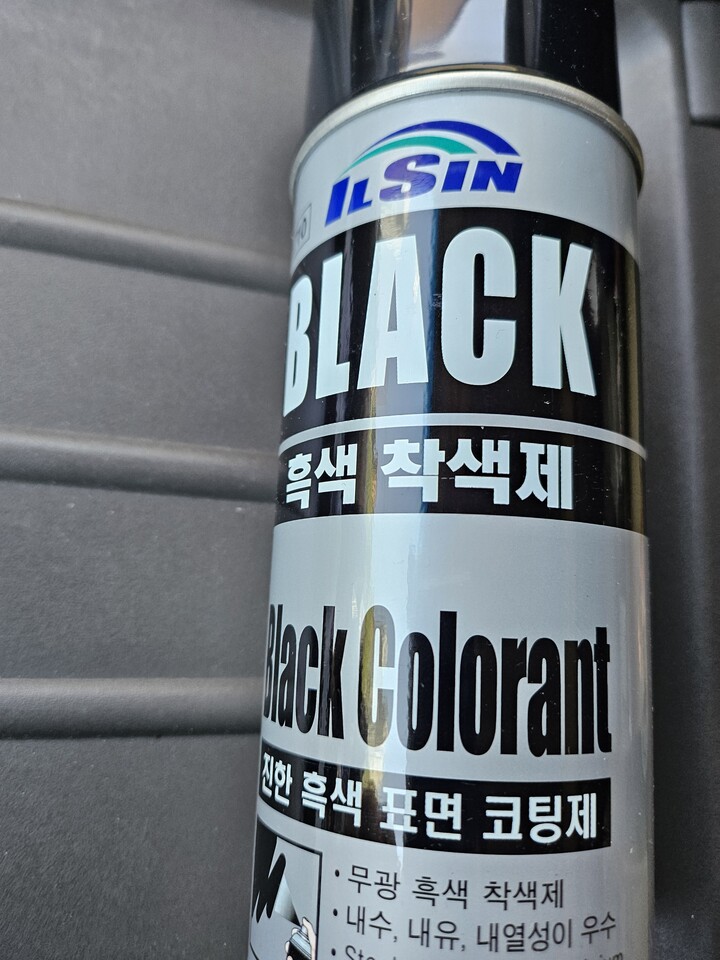 ILSIN
BLACK
흑색 착색제
Black Colorant
진한 흑색 표면 코팅제
• 무광 흑색 착색제
• 내수, 내유, 내열성이 우수